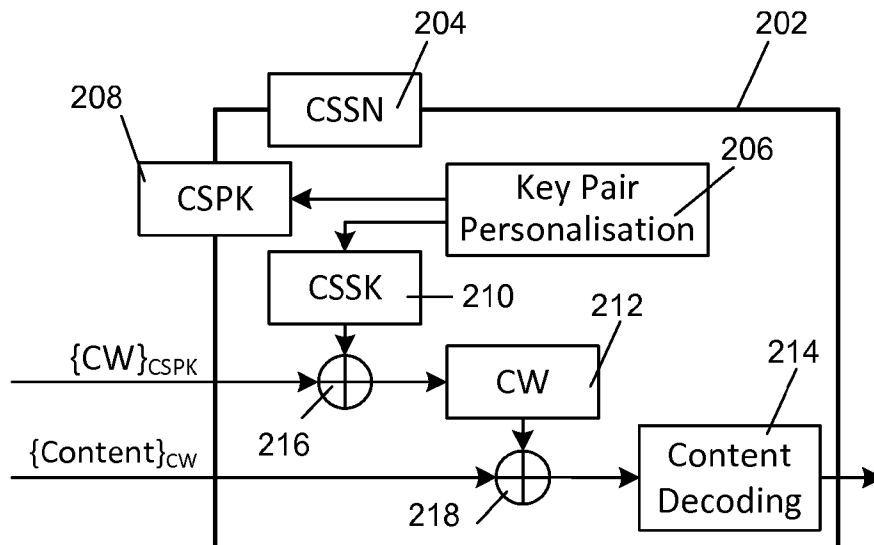 204
202
208
CSSN
206
CSPK
Key Pair
Personalisation
CSSK
210
212
{CW}CSPK
CW
214
216
{Content}CW
Content
Decoding
218